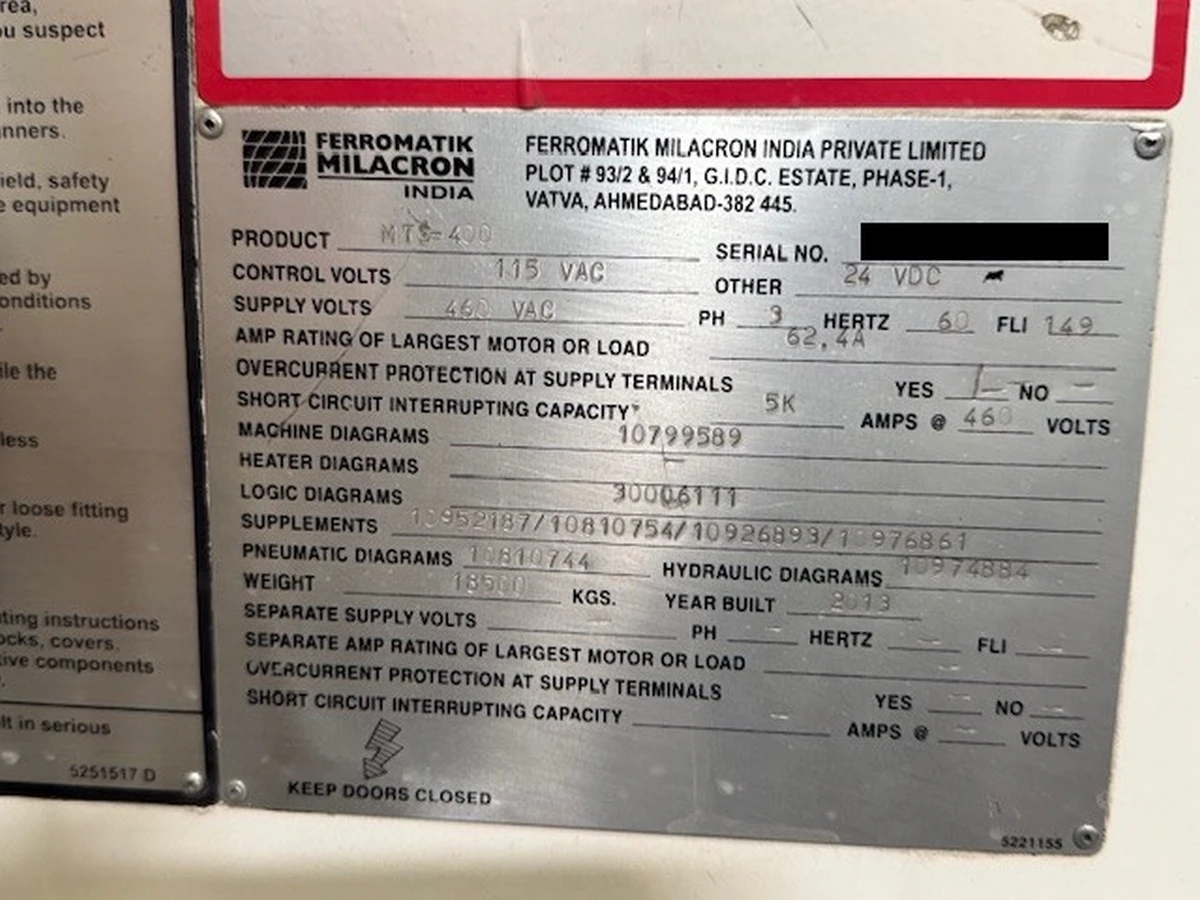 rea,
ou suspect
into the
anners.
ield, safety
e equipment
ed by
onditions
ile the
less
r loose fitting
tyle.
ting instructions
ocks, covers.
tive components
lt in serious
5251517 D
FERROMATIK
MILACRON
INDIA
FERROMATIK MILACRON INDIA PRIVATE LIMITED
PLOT # 93/2 & 94/1, G.I.D.C. ESTATE, PHASE-1,
VATVA, AHMEDABAD-382 445.
PRODUCT MTS-400 SERIAL NO.
CONTROL VOLTS 115 VAC OTHER 24 VDC
SUPPLY VOLTS 460 VAC PH 3 HERTZ 60 FLI 149
AMP RATING OF LARGEST MOTOR OR LOAD 62,4A
OVERCURRENT PROTECTION AT SUPPLY TERMINALS YES NO -
SHORT CIRCUIT INTERRUPTING CAPACITY 5K AMPS @ 460 VOLTS
MACHINE DIAGRAMS 10799589
HEATER DIAGRAMS -
LOGIC DIAGRAMS 30006111
SUPPLEMENTS 10952187/10810754/10926893/10976861
PNEUMATIC DIAGRAMS 10810744 HYDRAULIC DIAGRAMS 10974884
WEIGHT 18500 KGS. YEAR BUILT 2013
SEPARATE SUPPLY VOLTS - PH - HERTZ - FLI -
SEPARATE AMP RATING OF LARGEST MOTOR OR LOAD -
OVERCURRENT PROTECTION AT SUPPLY TERMINALS YES - NO -
SHORT CIRCUIT INTERRUPTING CAPACITY - AMPS @ - VOLTS
KEEP DOORS CLOSED
5221155